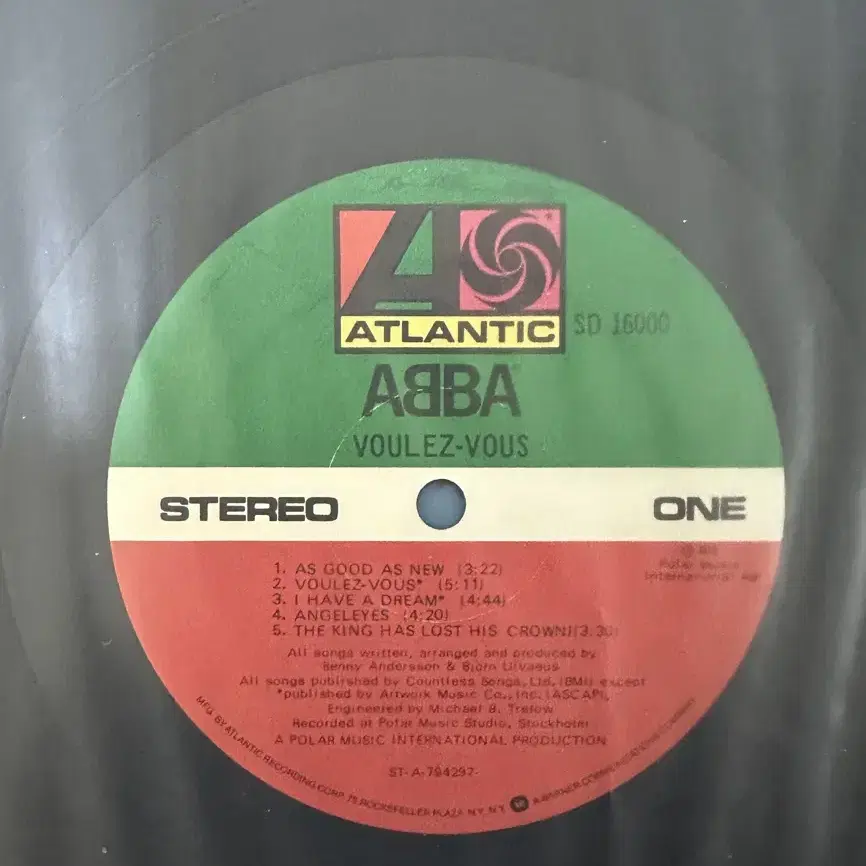 ATLANTIC
SD 16000
ABBA
VOULEZ-VOUS
STEREO
ONE
1. AS GOOD AS NEW (3:22)
2. VOULEZ-VOUS* (5:11)
3. I HAVE A DREAM* (4:44)
4. ANGELEYES (4:20)
5. THE KING HAS LOST HIS CROWN
Polar Music
International AB
All songs written, arranged and produced by
Benny Andersson & Bjorn Ulvaeus
All songs published by Countless Songs, Ltd. (BMI) except
*published by Artwork Music Co., Inc. (ASCAP).
Engineered by Michael B. Tretow
Recorded at Polar Music Studio, Stockholm
A POLAR MUSIC INTERNATIONAL PRODUCTION
ST-A-794297
MFG. BY ATLANTIC RECORDING CORP. 75 ROCKEFELLER PLAZA, N.Y., N.Y. A WARNER COMMUNICATIONS COMPANY